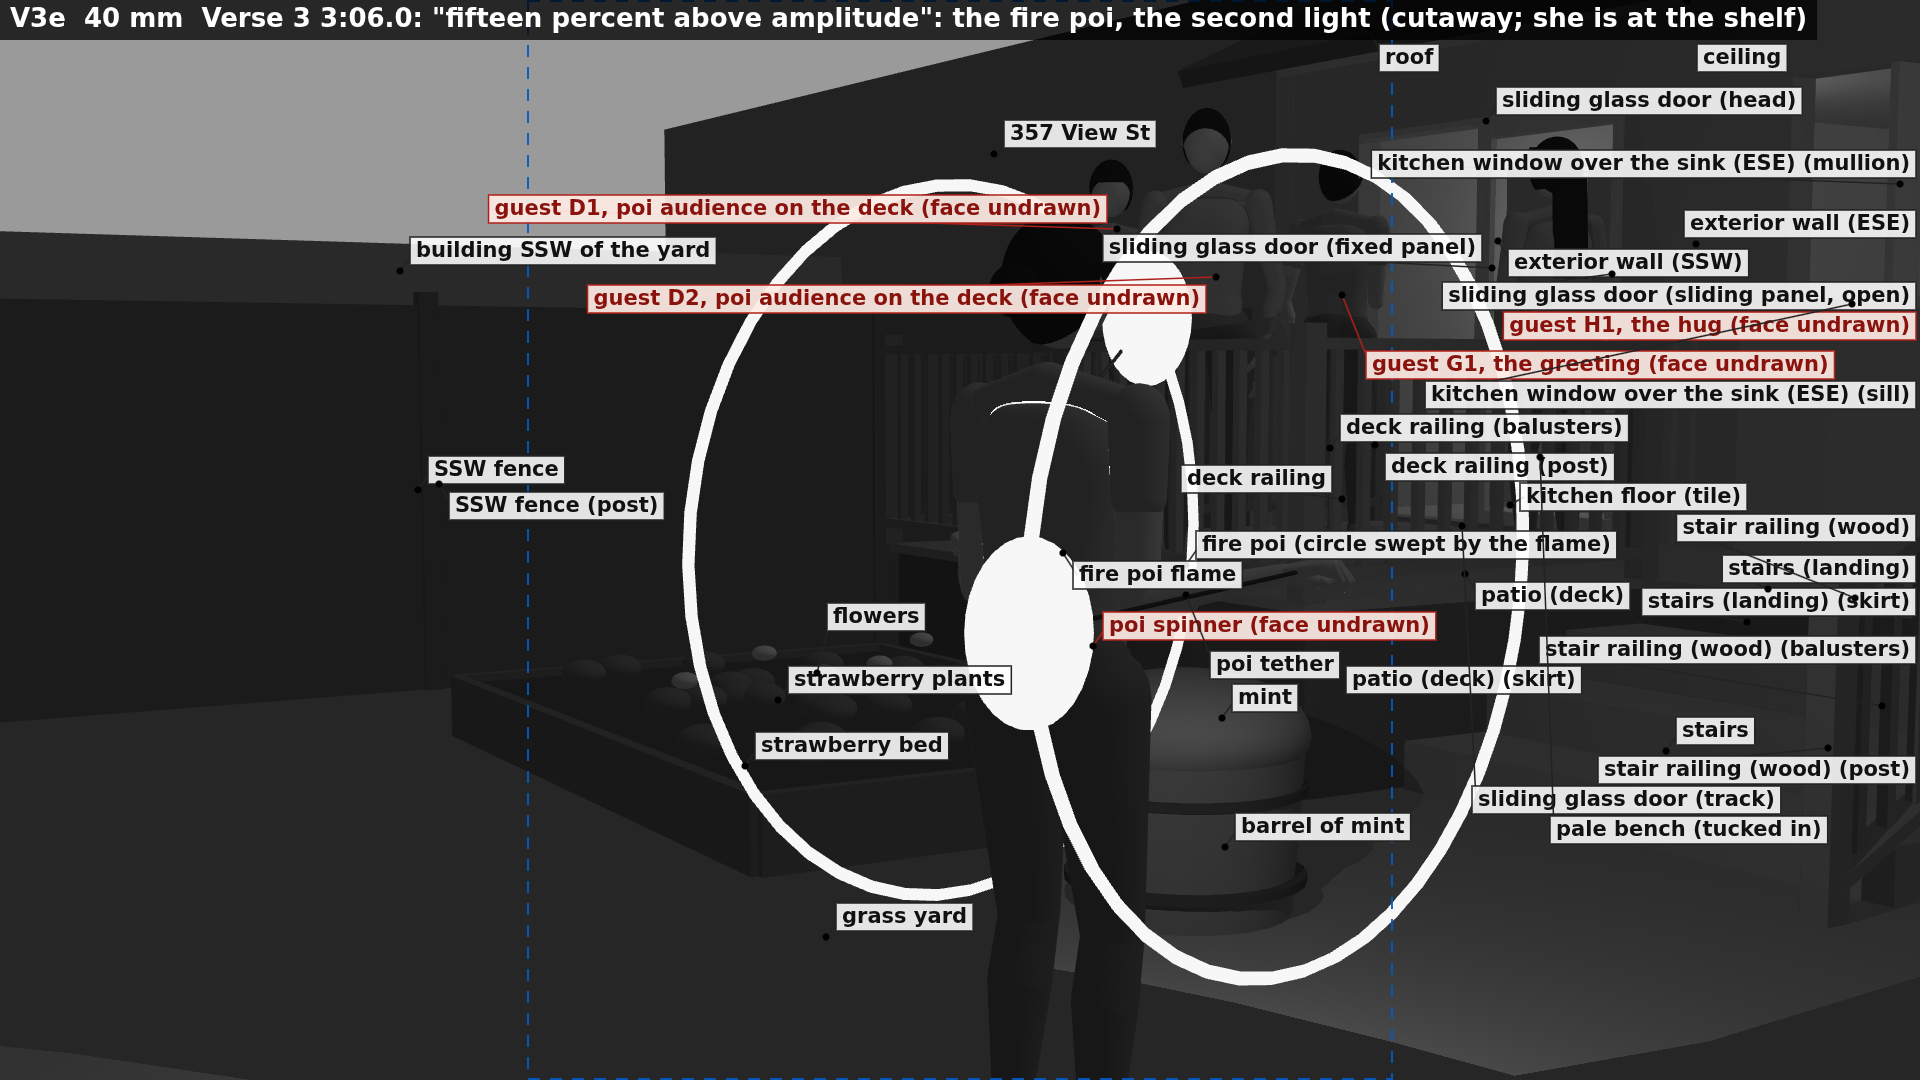 V3e 40 mm Verse 3 3:06.0: "fifteen percent above amplitude": the fire poi, the second light (cutaway; she is at the shelf)
roof
ceiling
sliding glass door (head)
357 View St
kitchen window over the sink (ESE) (mullion)
guest D1, poi audience on the deck (face undrawn)
exterior wall (ESE)
building SSW of the yard
sliding glass door (fixed panel)
exterior wall (SSW)
guest D2, poi audience on the deck (face undrawn)
sliding glass door (sliding panel, open)
guest H1, the hug (face undrawn)
guest G1, the greeting (face undrawn)
kitchen window over the sink (ESE) (sill)
deck railing (balusters)
SSW fence
deck railing (post)
deck railing
kitchen floor (tile)
SSW fence (post)
stair railing (wood)
fire poi (circle swept by the flame)
fire poi flame
stairs (landing)
patio (deck)
stairs (landing) (skirt)
flowers
poi spinner (face undrawn)
stair railing (wood) (balusters)
poi tether
strawberry plants
patio (deck) (skirt)
mint
stairs
strawberry bed
stair railing (wood) (post)
sliding glass door (track)
barrel of mint
pale bench (tucked in)
grass yard